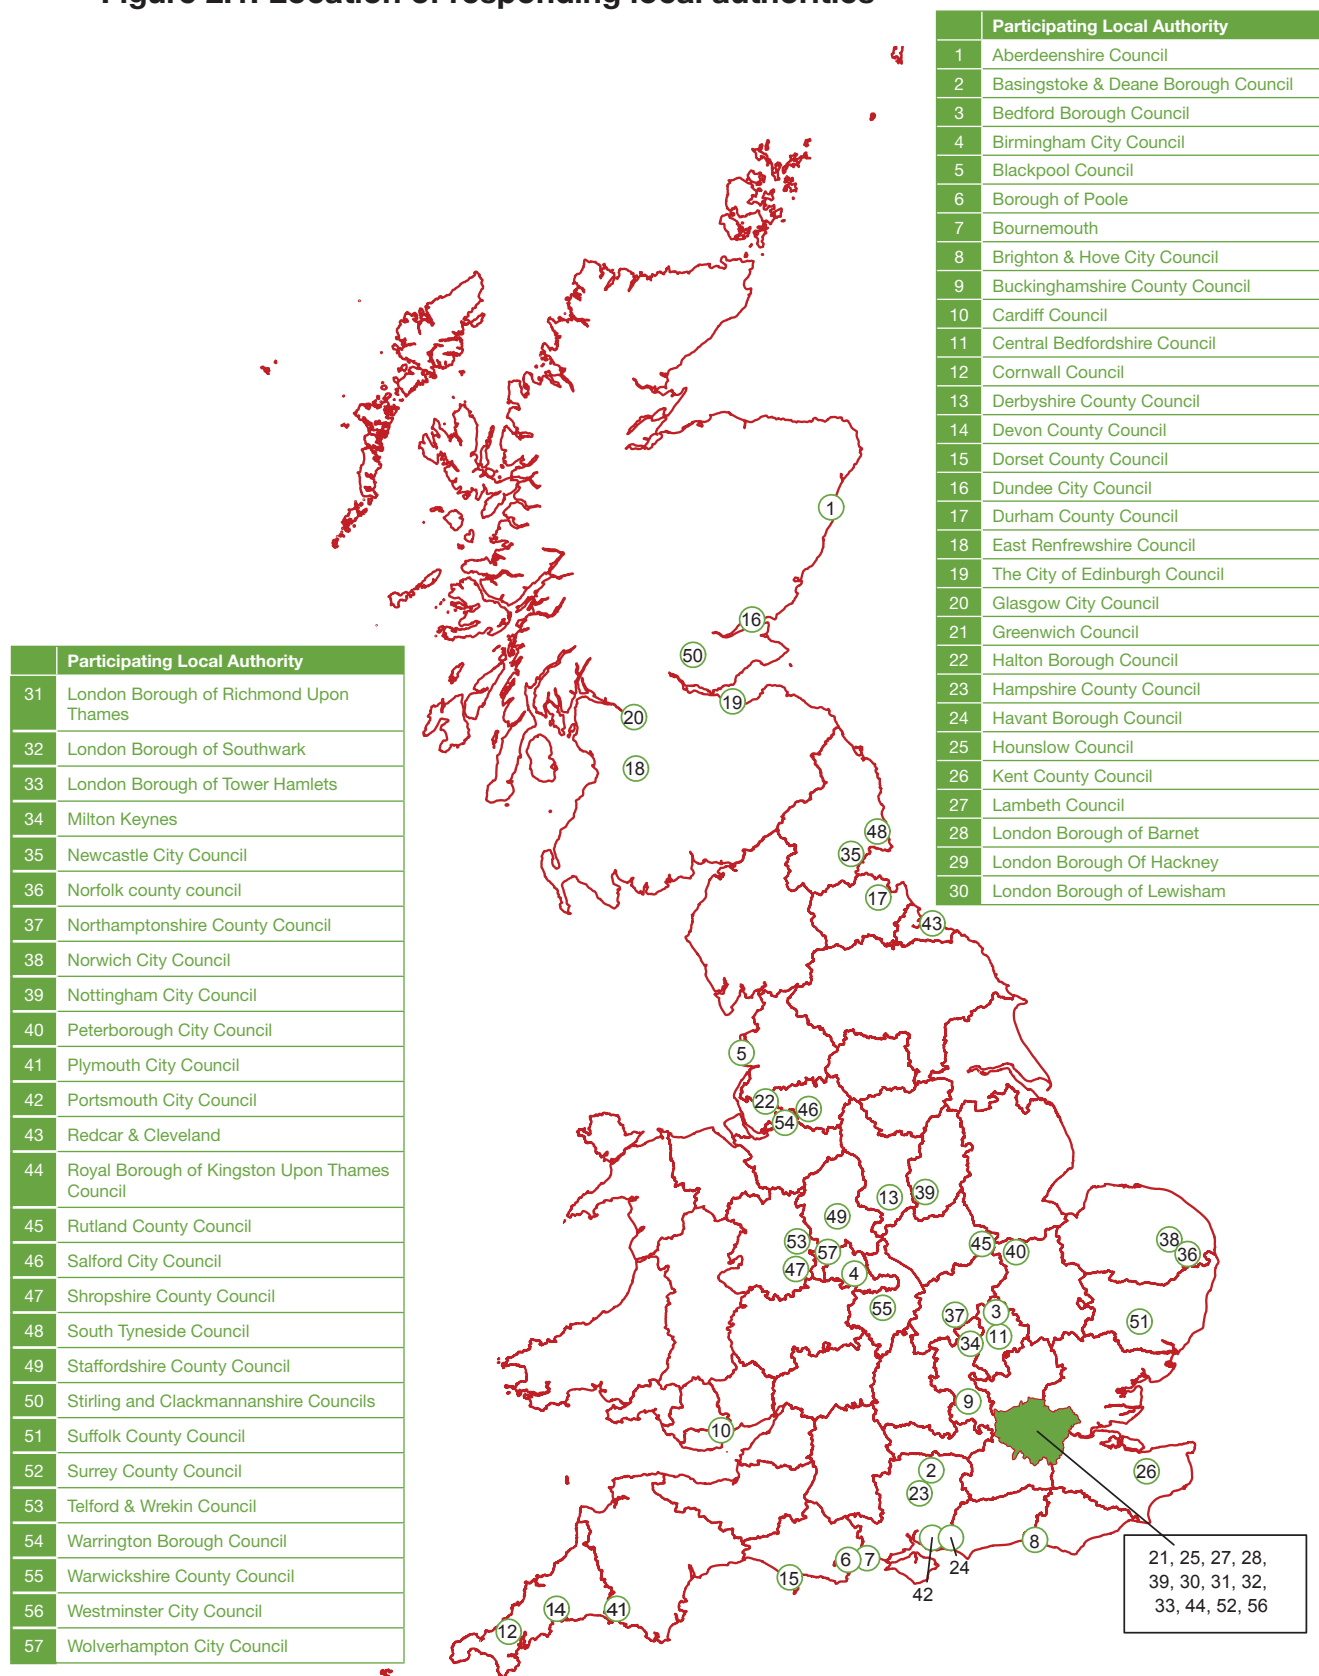 Figure 2.1: Location of responding local authorities
Participating Local Authority
1 Aberdeenshire Council
2 Basingstoke & Deane Borough Council
3 Bedford Borough Council
4 Birmingham City Council
5 Blackpool Council
6 Borough of Poole
7 Bournemouth
8 Brighton & Hove City Council
9 Buckinghamshire County Council
10 Cardiff Council
11 Central Bedfordshire Council
12 Cornwall Council
13 Derbyshire County Council
14 Devon County Council
15 Dorset County Council
16 Dundee City Council
17 Durham County Council
18 East Renfrewshire Council
19 The City of Edinburgh Council
20 Glasgow City Council
21 Greenwich Council
22 Halton Borough Council
23 Hampshire County Council
24 Havant Borough Council
25 Hounslow Council
26 Kent County Council
27 Lambeth Council
28 London Borough of Barnet
29 London Borough Of Hackney
30 London Borough of Lewisham
Participating Local Authority
31 London Borough of Richmond Upon
Thames
32 London Borough of Southwark
33 London Borough of Tower Hamlets
34 Milton Keynes
35 Newcastle City Council
36 Norfolk county council
37 Northamptonshire County Council
38 Norwich City Council
39 Nottingham City Council
40 Peterborough City Council
41 Plymouth City Council
42 Portsmouth City Council
43 Redcar & Cleveland
44 Royal Borough of Kingston Upon Thames
Council
45 Rutland County Council
46 Salford City Council
47 Shropshire County Council
48 South Tyneside Council
49 Staffordshire County Council
50 Stirling and Clackmannanshire Councils
51 Suffolk County Council
52 Surrey County Council
53 Telford & Wrekin Council
54 Warrington Borough Council
55 Warwickshire County Council
56 Westminster City Council
57 Wolverhampton City Council
1
16
50
19
20
18
48
35
17
43
5
22
46
54
13
39
49
53
57
47
4
45
40
38
36
55
37
3
34
11
51
9
10
2
23
26
8
6
7
15
24
42
14
41
12
21, 25, 27, 28,
39, 30, 31, 32,
33, 44, 52, 56